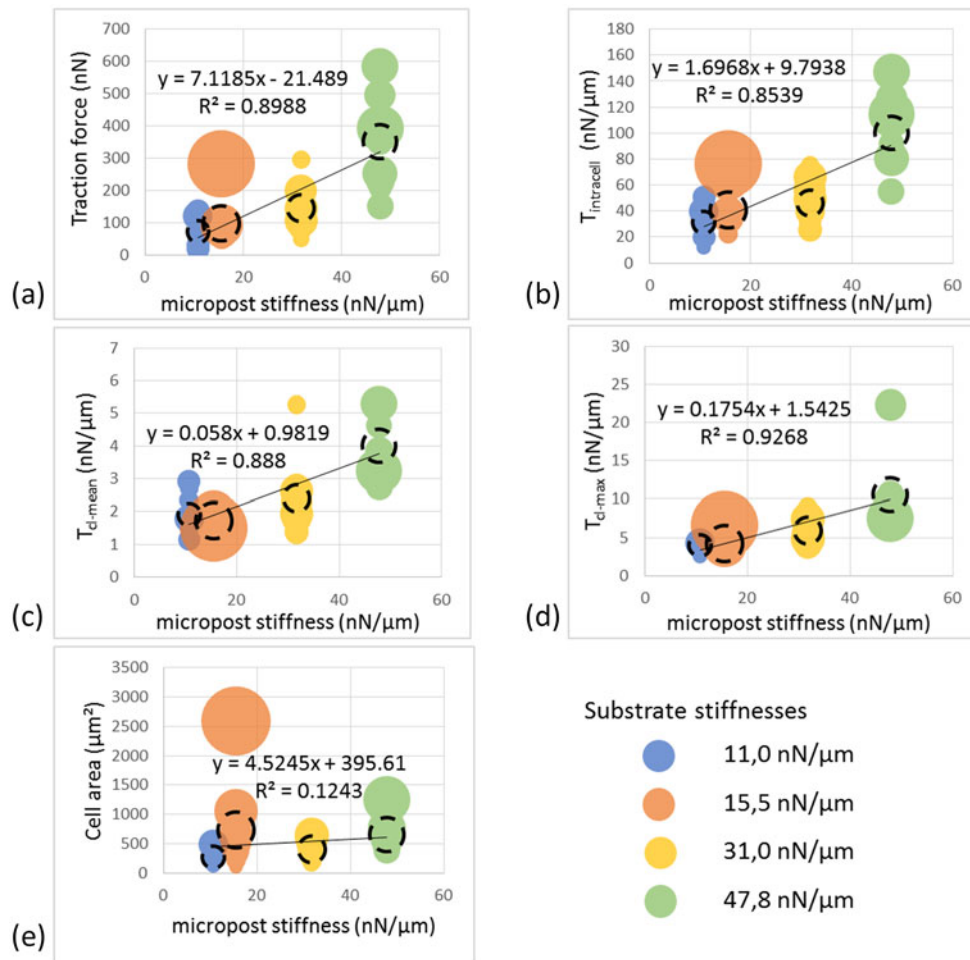 700
600
500
400
300
200
100
0
0 20 40 60
Traction force (nN)
y = 7.1185x - 21.489
R² = 0.8988
micropost stiffness (nN/µm)
(a)
180
160
140
120
100
80
60
40
20
0
0 20 40 60
T intracell (nN/µm)
y = 1.6968x + 9.7938
R² = 0.8539
micropost stiffness (nN/µm)
(b)
7
6
5
4
3
2
1
0
0 20 40 60
T cl-mean (nN/µm)
y = 0.058x + 0.9819
R² = 0.888
micropost stiffness (nN/µm)
(c)
30
25
20
15
10
5
0
0 20 40 60
T cl-max (nN/µm)
y = 0.1754x + 1.5425
R² = 0.9268
micropost stiffness (nN/µm)
(d)
3500
3000
2500
2000
1500
1000
500
0
0 20 40 60
Cell area (µm²)
y = 4.5245x + 395.61
R² = 0.1243
micropost stiffness (nN/µm)
(e)
Substrate stiffnesses
11,0 nN/µm
15,5 nN/µm
31,0 nN/µm
47,8 nN/µm